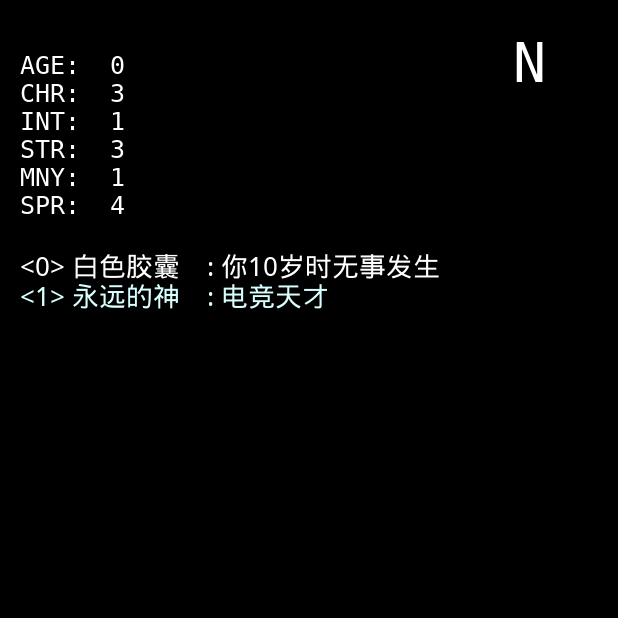 N
AGE: 0
CHR: 3
INT: 1
STR: 3
MNY: 1
SPR: 4
<0> 白色胶囊 : 你10岁时无事发生
<1> 永远的神 : 电竞天才